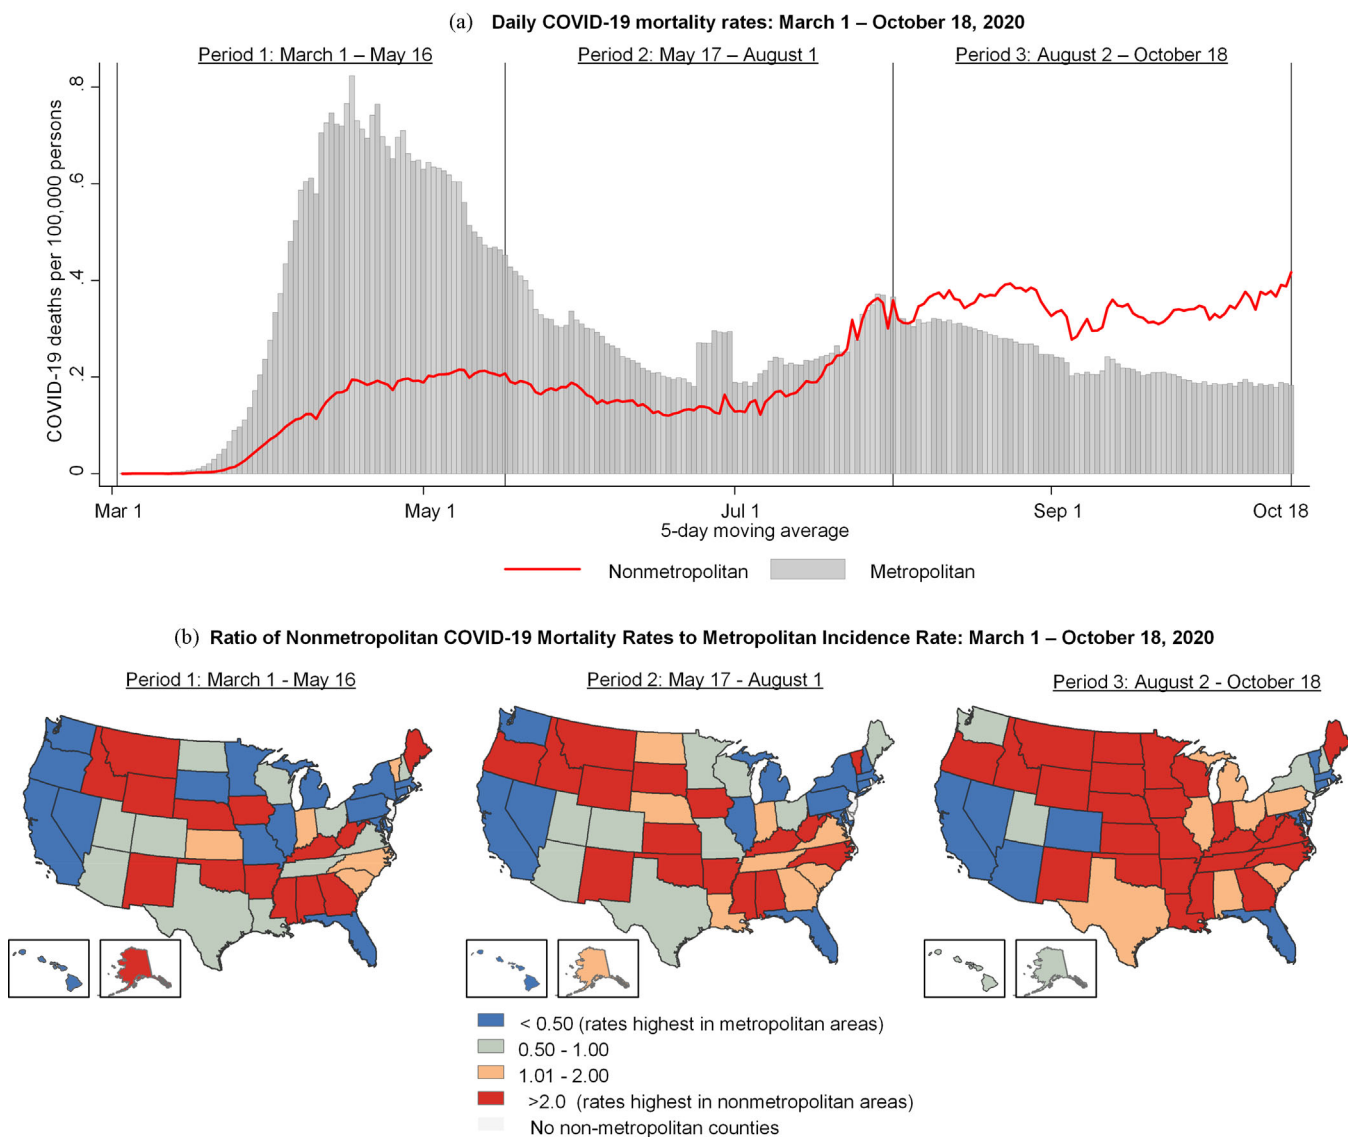 (a) Daily COVID-19 mortality rates: March 1 – October 18, 2020
Period 1: March 1 – May 16
Period 2: May 17 – August 1
Period 3: August 2 – October 18
COVID-19 deaths per 100,000 persons
.8
.6
.4
.2
0
Mar 1
May 1
Jul 1
Sep 1
Oct 18
5-day moving average
Nonmetropolitan
Metropolitan
(b) Ratio of Nonmetropolitan COVID-19 Mortality Rates to Metropolitan Incidence Rate: March 1 – October 18, 2020
Period 1: March 1 - May 16
Period 2: May 17 - August 1
Period 3: August 2 - October 18
< 0.50 (rates highest in metropolitan areas)
0.50 - 1.00
1.01 - 2.00
>2.0 (rates highest in nonmetropolitan areas)
No non-metropolitan counties